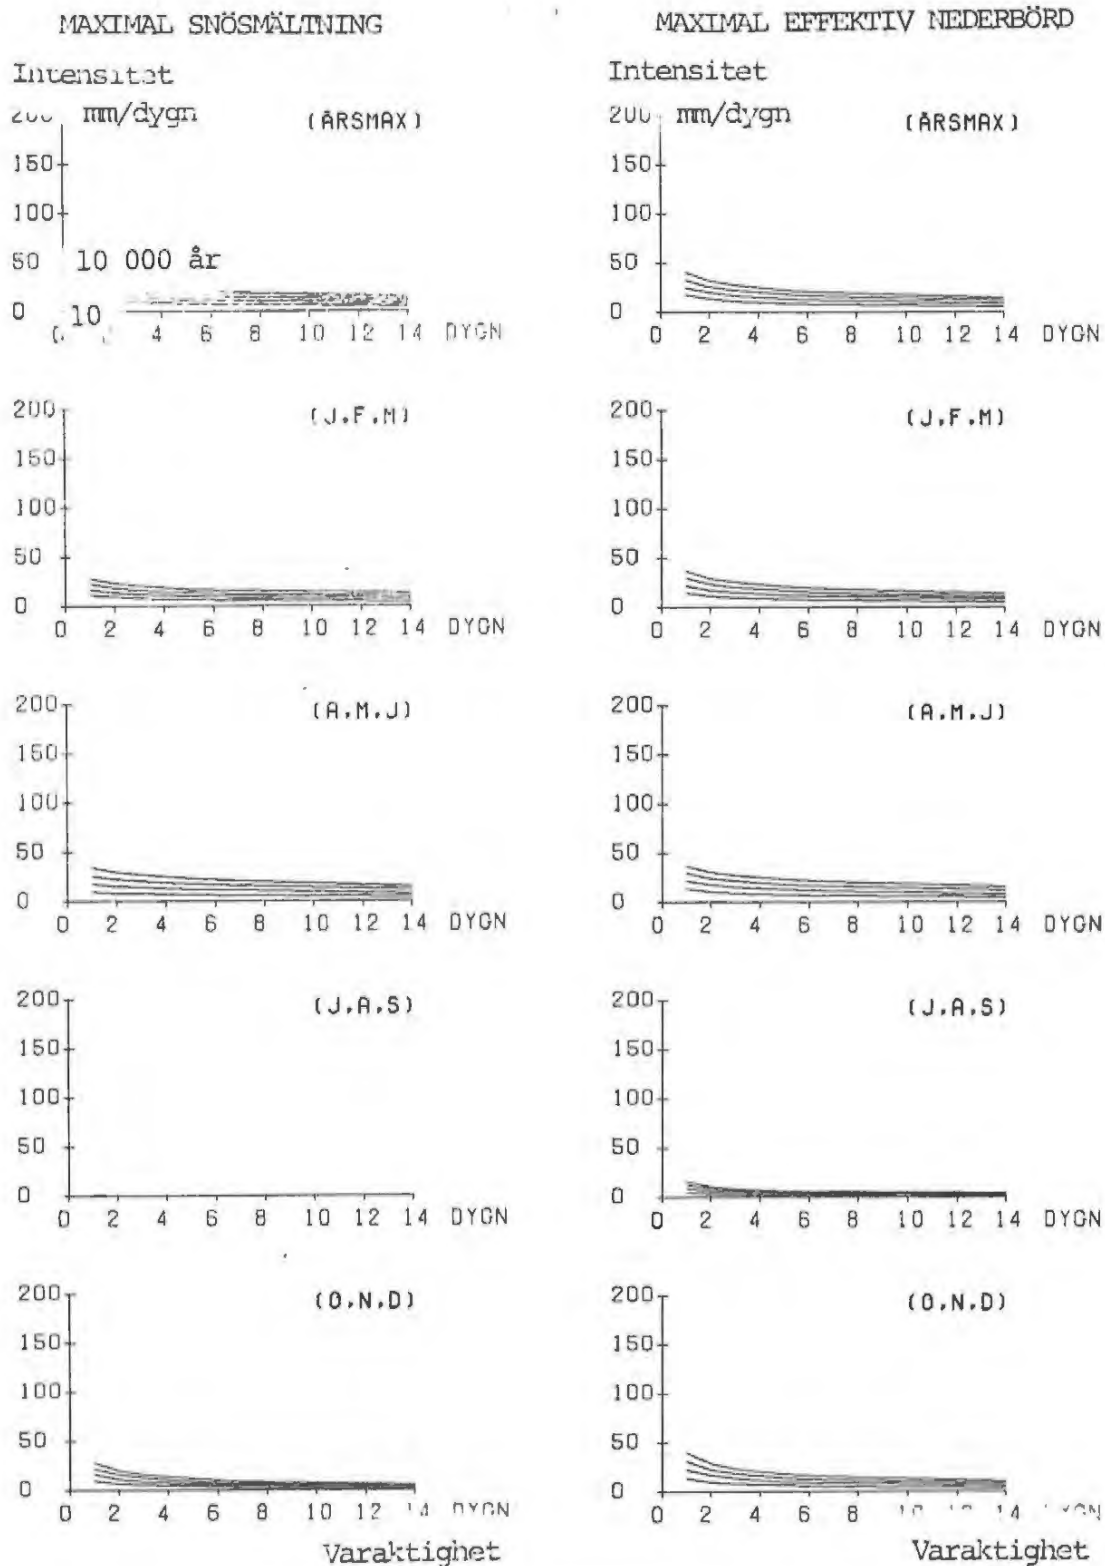 MAXIMAL SNÖSMÄLTNING
Intensitet
mm/dygn (ÅRSMAX)
150
100
50 10 000 år
0 10
4 6 8 10 12 14 DYGN
200 (J.F.M)
150
100
50
0
0 2 4 6 8 10 12 14 DYGN
200 (A.M.J)
150
100
50
0
0 2 4 6 8 10 12 14 DYGN
200 (J.A.S)
150
100
50
0
0 2 4 6 8 10 12 14 DYGN
200 (O.N.D)
150
100
50
0
0 2 4 6 8 10 12 14 DYGN
Varaktighet
MAXIMAL EFFEKTIV NEDERBÖRD
Intensitet
200 mm/dygn (ÅRSMAX)
150
100
50
0
0 2 4 6 8 10 12 14 DYGN
200 (J.F.M)
150
100
50
0
0 2 4 6 8 10 12 14 DYGN
200 (A.M.J)
150
100
50
0
0 2 4 6 8 10 12 14 DYGN
200 (J.A.S)
150
100
50
0
0 2 4 6 8 10 12 14 DYGN
200 (O.N.D)
150
100
50
0
0 2 4 6 8 14
Varaktighet